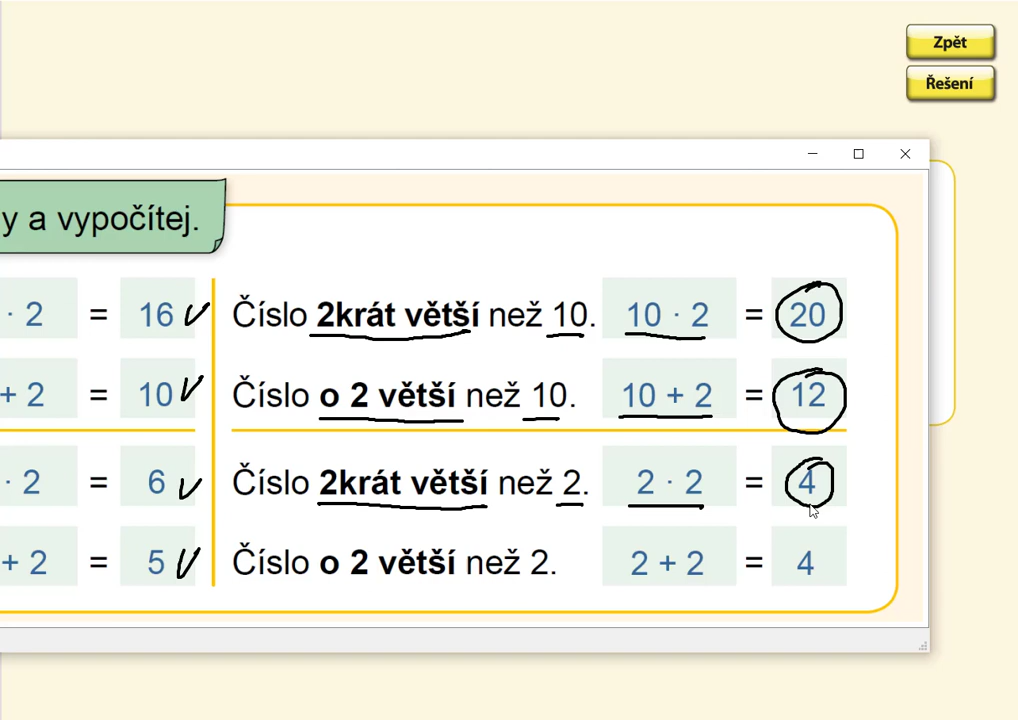 Zpět
Řešení
y a vypočítej.
· 2 = 16
Číslo 2krát větší než 10. 10 · 2 = 20
+ 2 = 10
Číslo o 2 větší než 10. 10 + 2 = 12
· 2 = 6
Číslo 2krát větší než 2. 2 · 2 = 4
+ 2 = 5
Číslo o 2 větší než 2. 2 + 2 = 4